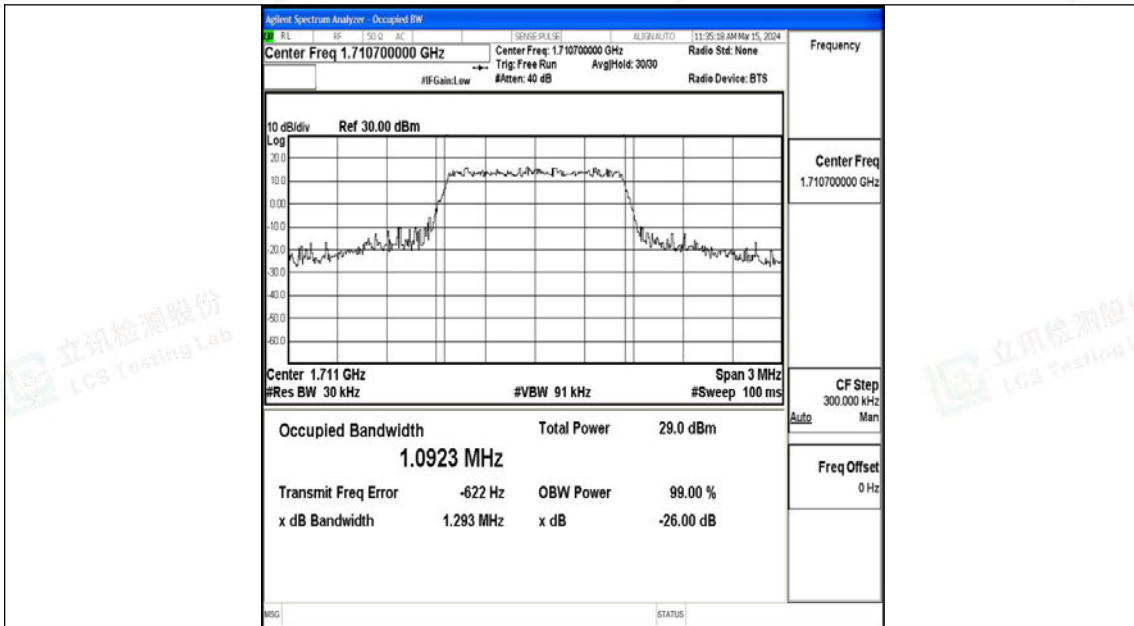 Agilent Spectrum Analyzer - Occupied BW
RL RF 50 Ω AC SENSE:PULSE ALIGNAUTO 11:35:18 AM Mar 15, 2024
Center Freq 1.710700000 GHz
Center Freq: 1.710700000 GHz Radio Std: None
Trig: Free Run Avg|Hold: 30/30
#IFGain:Low #Atten: 40 dB Radio Device: BTS
10 dB/div Ref 30.00 dBm
Log
20.0
10.0
0.00
-10.0
-20.0
-30.0
-40.0
-50.0
-60.0
Center 1.711 GHz Span 3 MHz
#Res BW 30 kHz #VBW 91 kHz #Sweep 100 ms
Occupied Bandwidth Total Power 29.0 dBm
1.0923 MHz
Transmit Freq Error -622 Hz OBW Power 99.00 %
x dB Bandwidth 1.293 MHz x dB -26.00 dB
MSG STATUS
Frequency
Center Freq
1.710700000 GHz
CF Step
300.000 kHz
Auto Man
Freq Offset
0 Hz
立讯检测股份
LCS Testing Lab
立讯检测股份
LCS Testing L